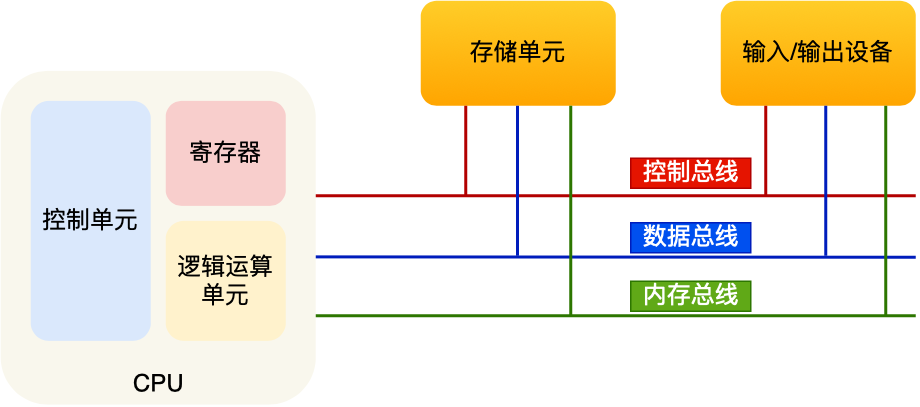 存储单元
输入/输出设备
寄存器
控制单元
逻辑运算
单元
CPU
控制总线
数据总线
内存总线